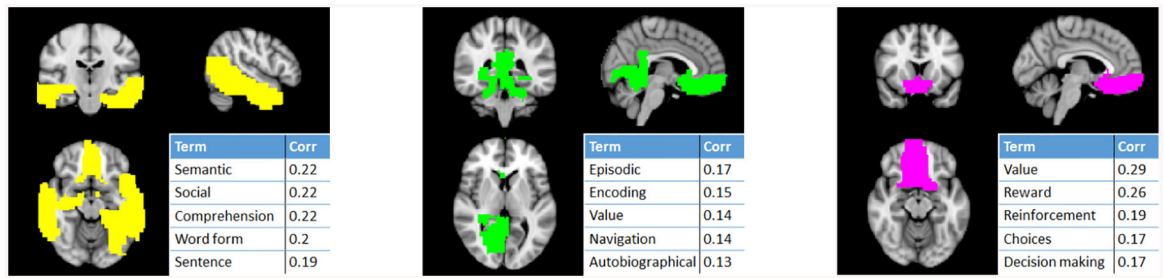 Term Corr
Semantic 0.22
Social 0.22
Comprehension 0.22
Word form 0.2
Sentence 0.19
Term Corr
Episodic 0.17
Encoding 0.15
Value 0.14
Navigation 0.14
Autobiographical 0.13
Term Corr
Value 0.29
Reward 0.26
Reinforcement 0.19
Choices 0.17
Decision making 0.17